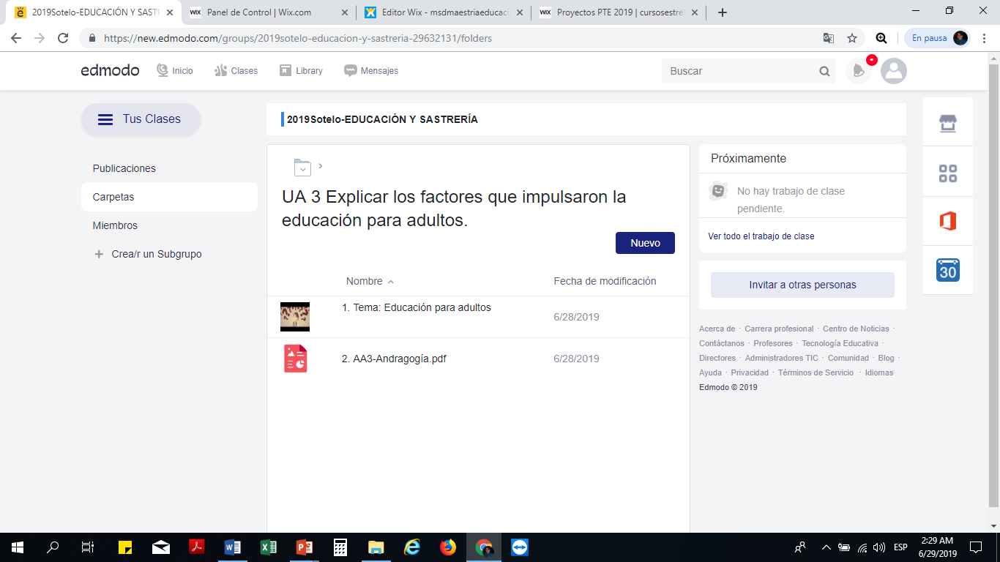 2019Sotelo-EDUCACIÓN Y SASTR
Panel de Control | Wix.com
Editor Wix - msdmaestriaeducaci
Proyectos PTE 2019 | cursosestrel
https://new.edmodo.com/groups/2019sotelo-educacion-y-sastreria-29632131/folders
En pausa
edmodo
Inicio
Clases
Library
Mensajes
Buscar
Tus Clases
Publicaciones
Carpetas
Miembros
Crea/r un Subgrupo
2019Sotelo-EDUCACIÓN Y SASTRERÍA
UA 3 Explicar los factores que impulsaron la
educación para adultos.
Nuevo
Nombre
Fecha de modificación
1. Tema: Educación para adultos
6/28/2019
2. AA3-Andragogía.pdf
6/28/2019
Próximamente
No hay trabajo de clase
pendiente.
Ver todo el trabajo de clase
Invitar a otras personas
Acerca de · Carrera profesional · Centro de Noticias ·
Contáctanos · Profesores · Tecnología Educativa ·
Directores · Administradores TIC · Comunidad · Blog ·
Ayuda · Privacidad · Términos de Servicio · Idiomas
Edmodo © 2019
30
ESP
2:29 AM
6/29/2019